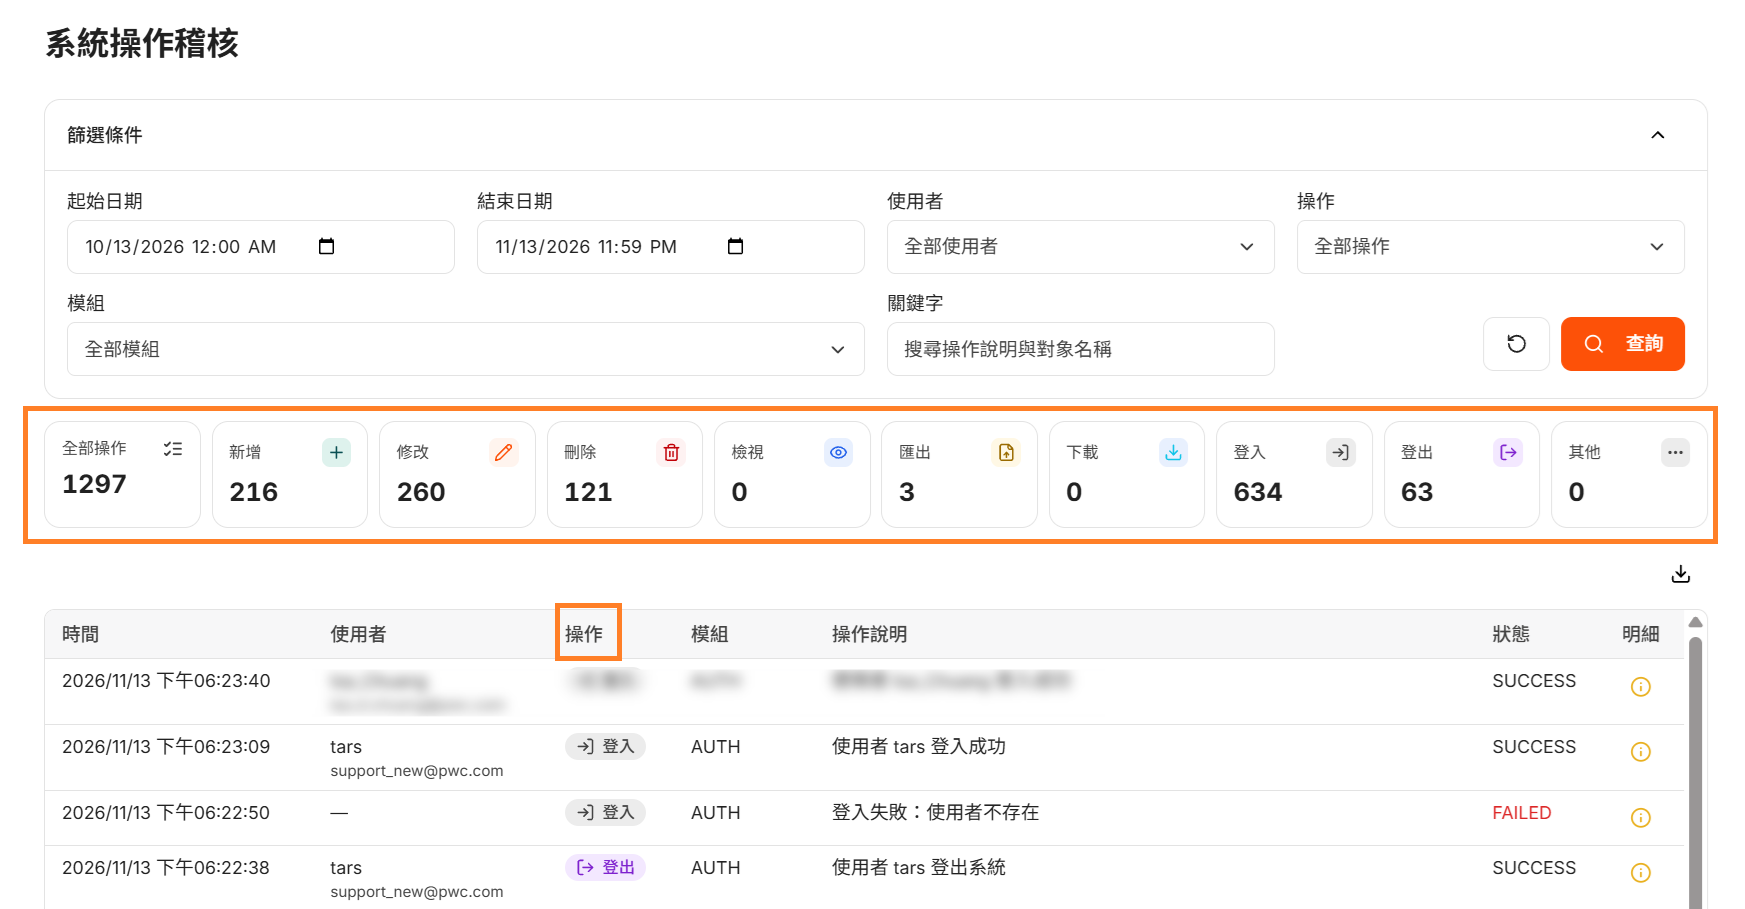 系統操作稽核
篩選條件
起始日期 結束日期 使用者 操作
10/13/2026 12:00 AM 11/13/2026 11:59 PM 全部使用者 全部操作
模組 關鍵字
全部模組 搜尋操作說明與對象名稱 查詢
全部操作 新增 修改 刪除 檢視 匯出 下載 登入 登出 其他
1297 216 260 121 0 3 0 634 63 0
時間 使用者 操作 模組 操作說明 狀態 明細
2026/11/13 下午06:23:40 SUCCESS
2026/11/13 下午06:23:09 tars 登入 AUTH 使用者 tars 登入成功 SUCCESS
support_new@pwc.com
2026/11/13 下午06:22:50 — 登入 AUTH 登入失敗：使用者不存在 FAILED
2026/11/13 下午06:22:38 tars 登出 AUTH 使用者 tars 登出系統 SUCCESS
support_new@pwc.com